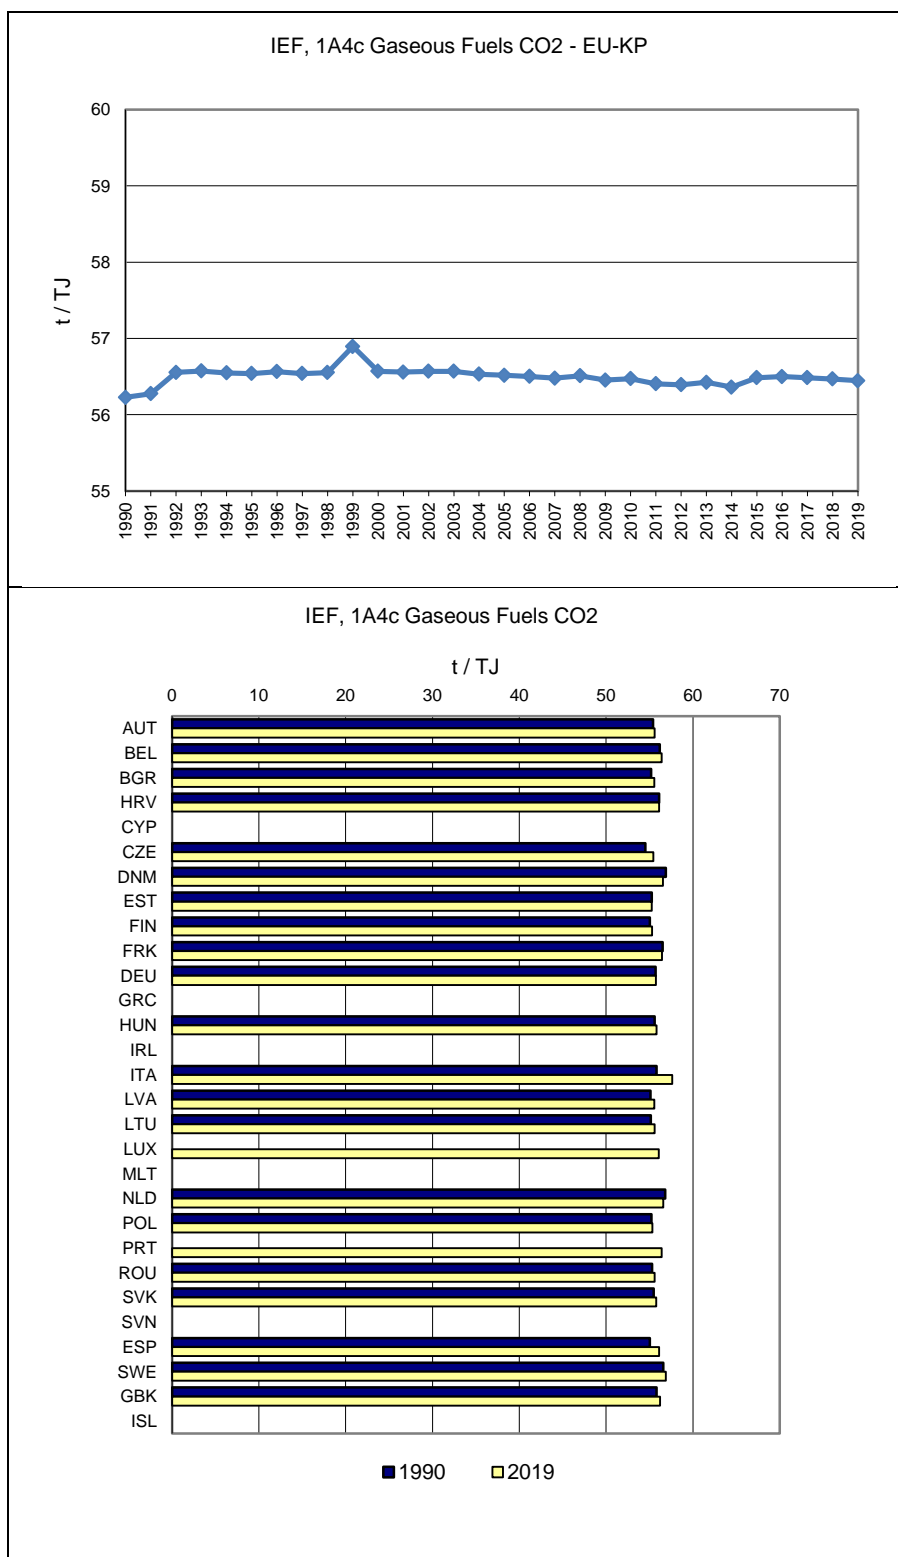 IEF, 1A4c Gaseous Fuels CO2 - EU-KP
60
59
58
57
56
55
t / TJ
1990 1991 1992 1993 1994 1995 1996 1997 1998 1999 2000 2001 2002 2003 2004 2005 2006 2007 2008 2009 2010 2011 2012 2013 2014 2015 2016 2017 2018 2019
IEF, 1A4c Gaseous Fuels CO2
t / TJ
0 10 20 30 40 50 60 70
AUT
BEL
BGR
HRV
CYP
CZE
DNM
EST
FIN
FRK
DEU
GRC
HUN
IRL
ITA
LVA
LTU
LUX
MLT
NLD
POL
PRT
ROU
SVK
SVN
ESP
SWE
GBK
ISL
1990 2019